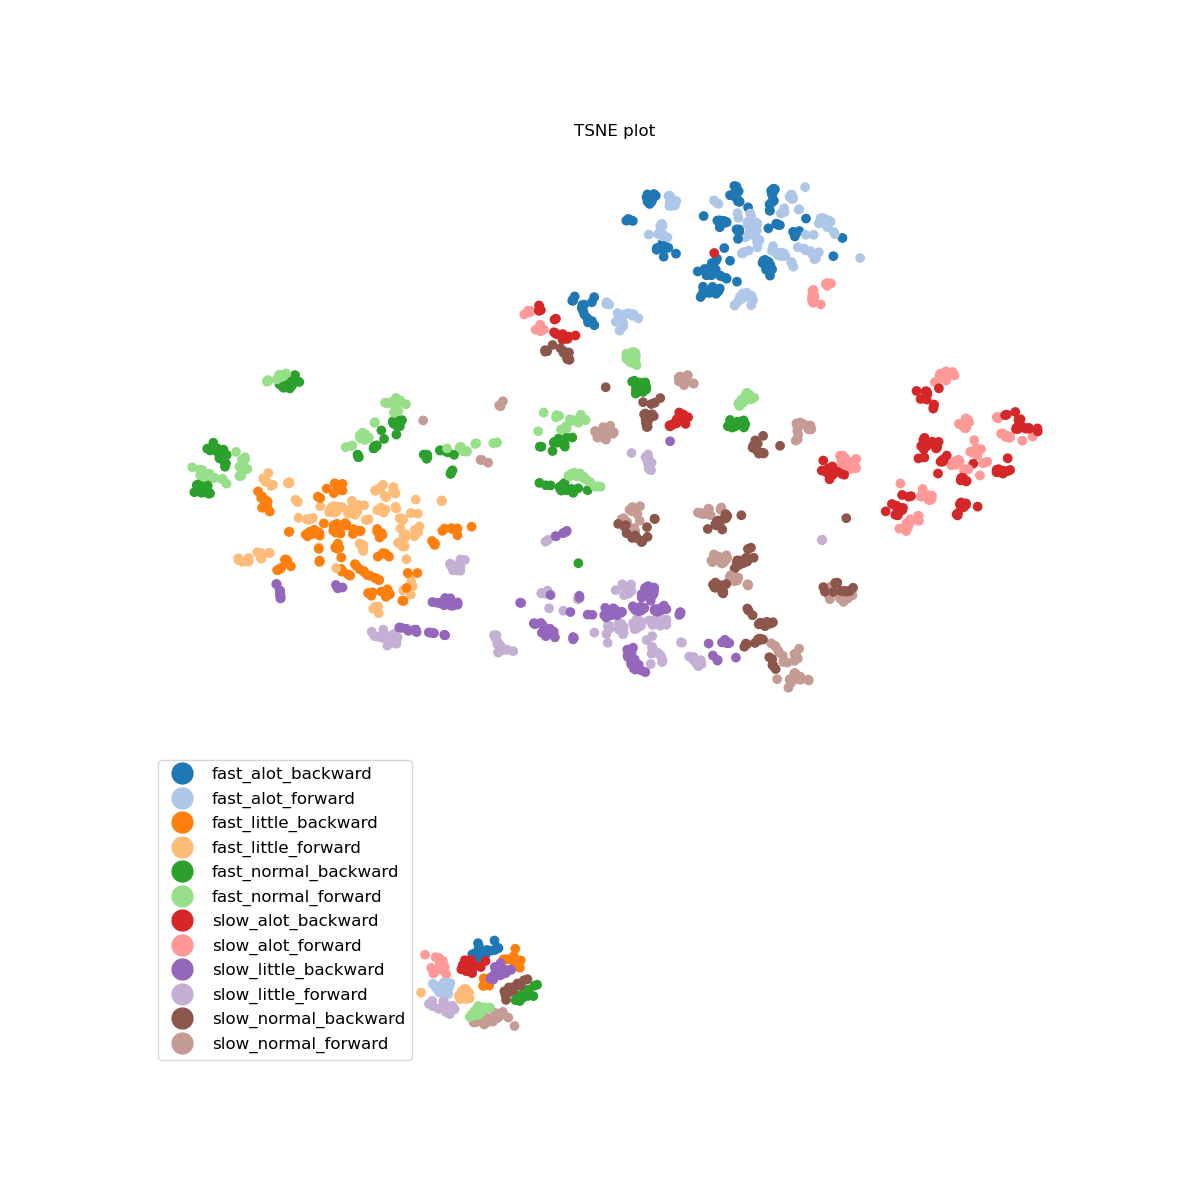 TSNE plot
fast_alot_backward
fast_alot_forward
fast_little_backward
fast_little_forward
fast_normal_backward
fast_normal_forward
slow_alot_backward
slow_alot_forward
slow_little_backward
slow_little_forward
slow_normal_backward
slow_normal_forward